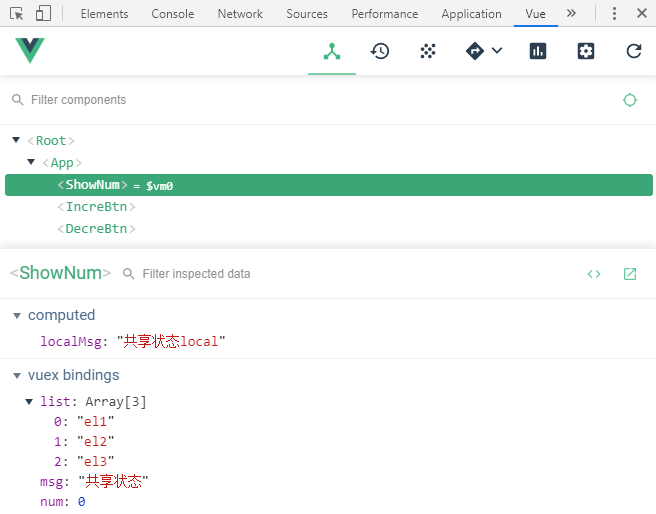 Elements Console Network Sources Performance Application Vue »
Filter components
<Root>
<App>
<ShowNum> = $vm0
<IncreBtn>
<DecreBtn>
<ShowNum> Filter inspected data
computed
localMsg: "共享状态local"
vuex bindings
list: Array[3]
0: "el1"
1: "el2"
2: "el3"
msg: "共享状态"
num: 0